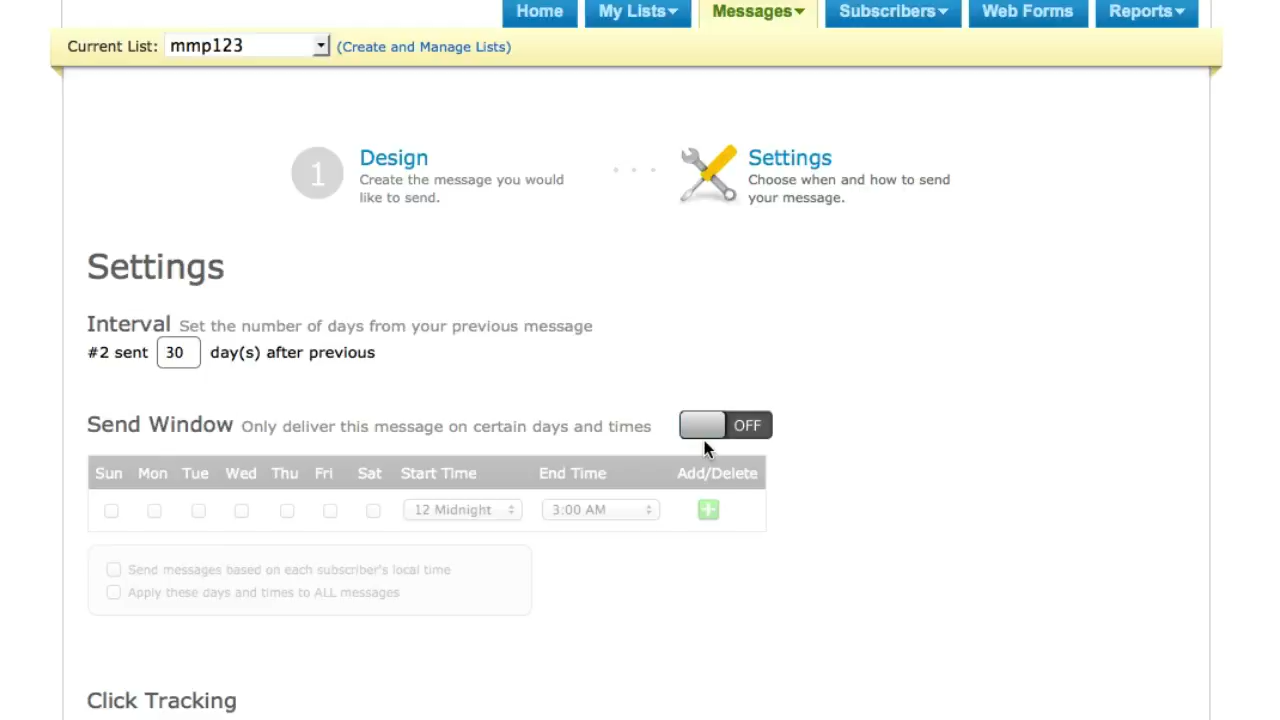 Home My Lists Messages Subscribers Web Forms Reports
Current List: mmp123 (Create and Manage Lists)
1 Design Settings
Create the message you would Choose when and how to send
like to send. your message.
Settings
Interval Set the number of days from your previous message
#2 sent 30 day(s) after previous
Send Window Only deliver this message on certain days and times OFF
Sun Mon Tue Wed Thu Fri Sat Start Time End Time Add/Delete
12 Midnight 3:00 AM
Send messages based on each subscriber's local time
Apply these days and times to ALL messages
Click Tracking